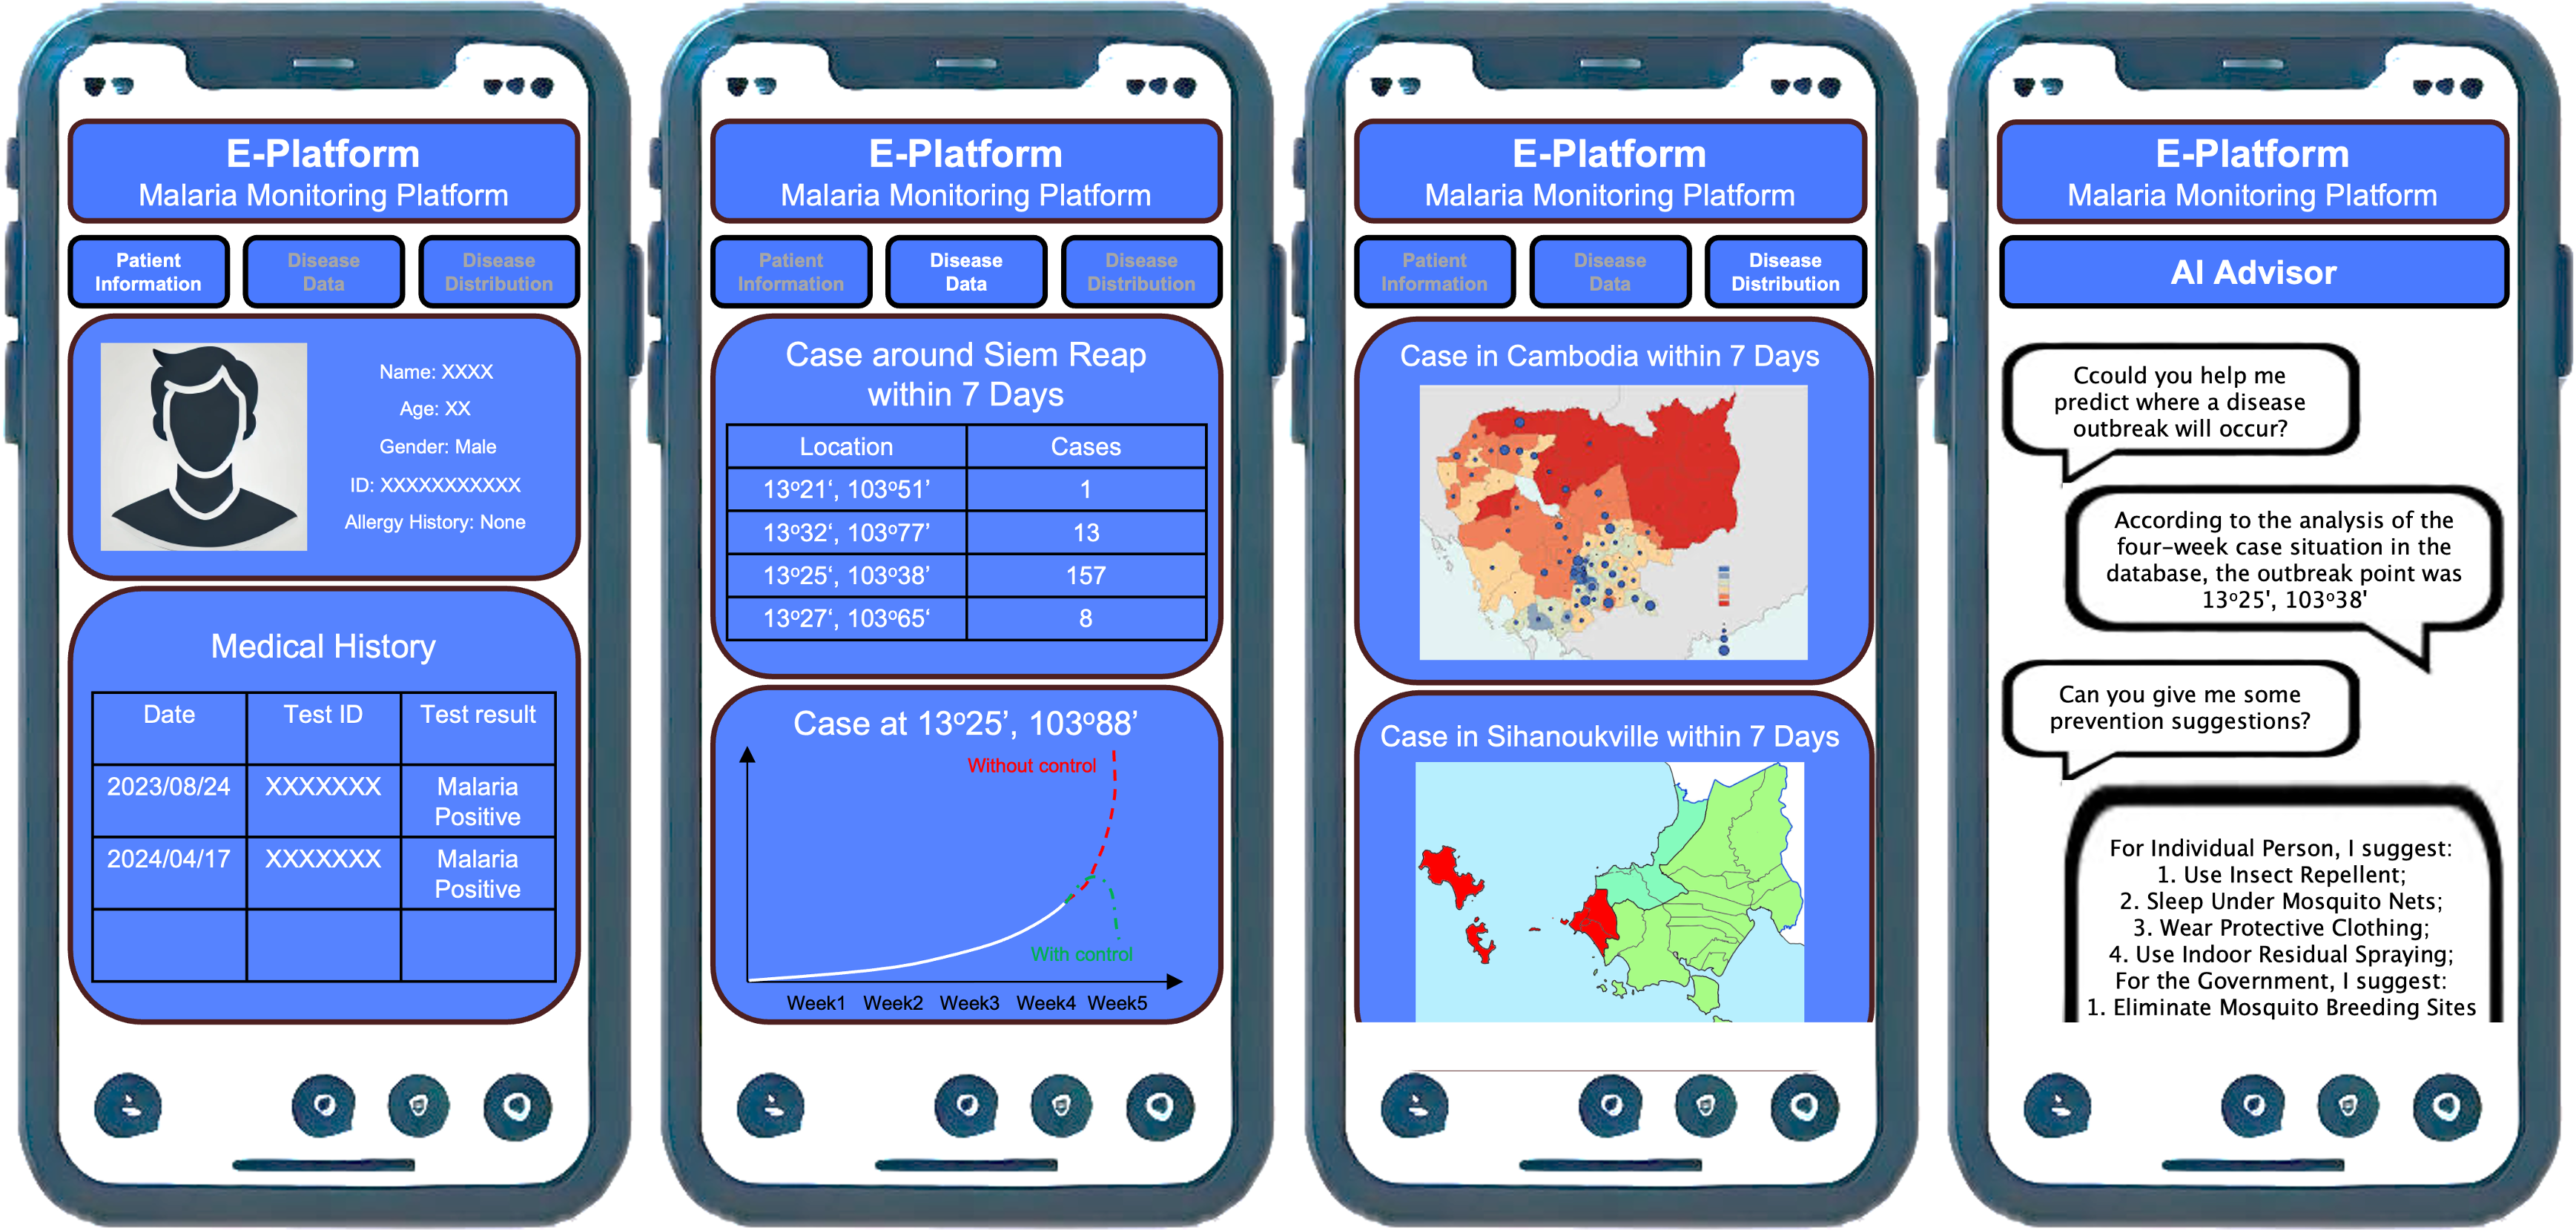 E-Platform
Malaria Monitoring Platform
Patient
Information
Disease
Data
Disease
Distribution
Name: XXXX
Age: XX
Gender: Male
ID: XXXXXXXXXXX
Allergy History: None
Medical History
Date Test ID Test result
2023/08/24 XXXXXXX Malaria
Positive
2024/04/17 XXXXXXX Malaria
Positive
E-Platform
Malaria Monitoring Platform
Patient
Information
Disease
Data
Disease
Distribution
Case around Siem Reap
within 7 Days
Location Cases
13º21‘, 103º51’ 1
13º32‘, 103º77’ 13
13º25‘, 103º38’ 157
13º27‘, 103º65‘ 8
Case at 13º25’, 103º88’
Without control
With control
Week1 Week2 Week3 Week4 Week5
E-Platform
Malaria Monitoring Platform
Patient
Information
Disease
Data
Disease
Distribution
Case in Cambodia within 7 Days
Case in Sihanoukville within 7 Days
E-Platform
Malaria Monitoring Platform
AI Advisor
Ccould you help me
predict where a disease
outbreak will occur?
According to the analysis of the
four-week case situation in the
database, the outbreak point was
13º25', 103º38'
Can you give me some
prevention suggestions?
For Individual Person, I suggest:
1. Use Insect Repellent;
2. Sleep Under Mosquito Nets;
3. Wear Protective Clothing;
4. Use Indoor Residual Spraying;
For the Government, I suggest:
1. Eliminate Mosquito Breeding Sites